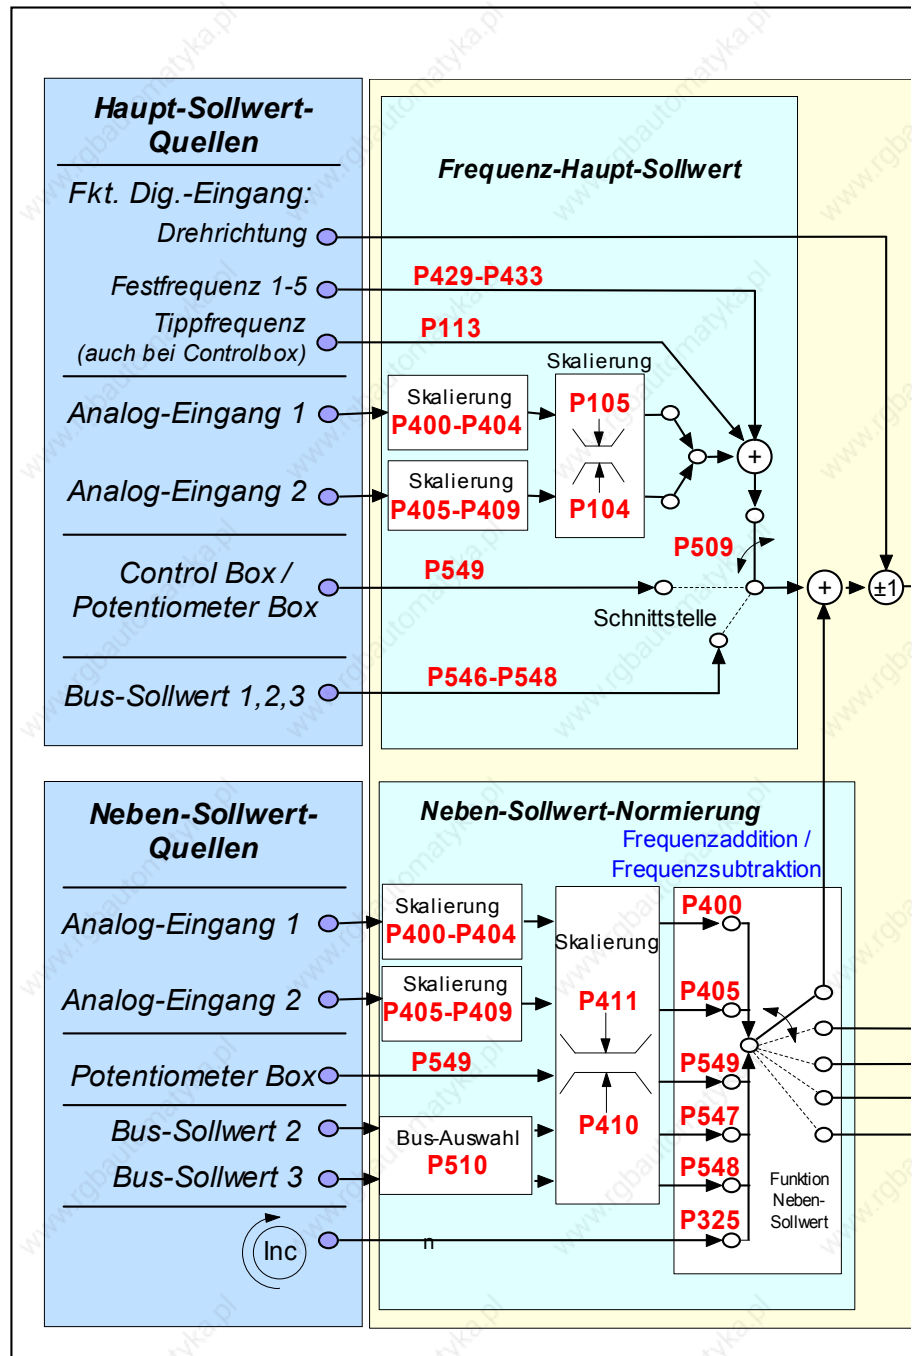 Haupt-Sollwert-
Quellen
Fkt. Dig.-Eingang:
Drehrichtung
Festfrequenz 1-5
Tippfrequenz
(auch bei Controlbox)
Analog-Eingang 1
Analog-Eingang 2
Control Box /
Potentiometer Box
Bus-Sollwert 1,2,3
Frequenz-Haupt-Sollwert
P429-P433
P113
Skalierung
P400-P404
Skalierung
P405-P409
Skalierung
P105
P104
+
P509
P549
Schnittstelle
P546-P548
+
±1
Neben-Sollwert-
Quellen
Analog-Eingang 1
Analog-Eingang 2
Potentiometer Box
Bus-Sollwert 2
Bus-Sollwert 3
Inc
Neben-Sollwert-Normierung
Frequenzaddition /
Frequenzsubtraktion
Skalierung
P400-P404
Skalierung
P405-P409
P549
Bus-Auswahl
P510
n
Skalierung
P411
P410
P400
P405
P549
P547
P548
P325
Funktion
Neben-
Sollwert
www.rgbautomatyka.pl